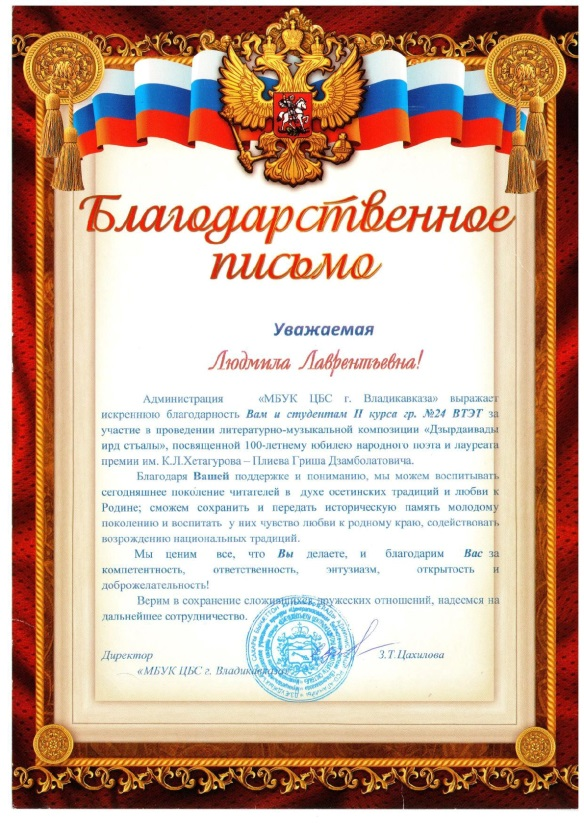 Благодарственное
письмо
Уважаемая
Людмила Лаврентьевна!
Администрация «МБУК ЦБС г. Владикавказа» выражает
искреннюю благодарность Вам и студентам II курса гр. №24 ВТЭТ за
участие в проведении литературно-музыкальной композиции «Дзырдаивады
ирд стъалы», посвященной 100-летнему юбилею народного поэта и лауреата
премии им. К.Л.Хетагурова – Плиева Гриша Дзамболатовича.
Благодаря Вашей поддержке и пониманию, мы можем воспитывать
сегодняшнее поколение читателей в духе осетинских традиций и любви к
Родине; сможем сохранить и передать историческую память молодому
поколению и воспитать у них чувство любви к родному краю, содействовать
возрождению национальных традиций.
Мы ценим все, что Вы делаете, и благодарим Вас за
компетентность, ответственность, энтузиазм, открытость и
доброжелательность!
Верим в сохранение сложившихся дружеских отношений, надеемся на
дальнейшее сотрудничество.
Директор З.Т.Цахилова
«МБУК ЦБС г. Владикавказа»